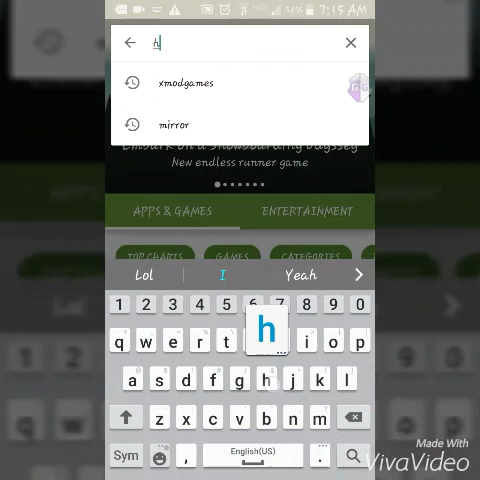 56% 7:15 AM
h
xmodgames
mirror
Embark on a Snowboarding Odyssey
New endless runner game
APPS & GAMES ENTERTAINMENT
TOP CHARTS GAMES CATEGORIES
Lol I Yeah
1 2 3 4 5 6 7 8 9 0
q w e r t h i o p
a s d f g h j k l
z x c v b n m
Sym , English(US) .
Made With
VivaVideo